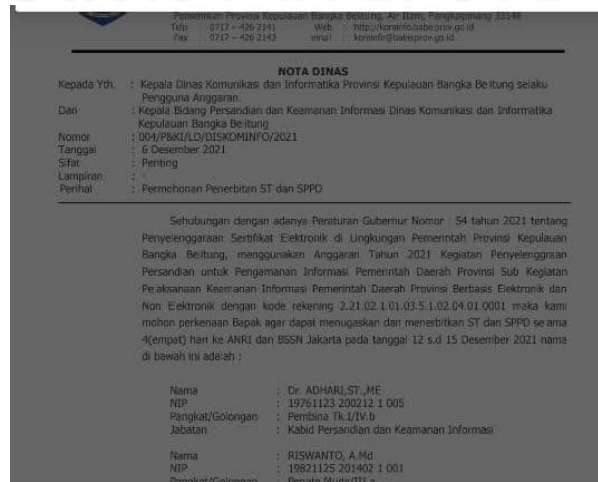 Pemerintah Provinsi Kepulauan Bangka Belitung, Air Itam, Pangkalpinang 33148
Telp : 0717 – 426 2141 Web : http://kominfo.babelprov.go.id
Fax : 0717 – 426 2143 email : kominfo@babelprov.go.id
NOTA DINAS
Kepada Yth. : Kepala Dinas Komunikasi dan Informatika Provinsi Kepulauan Bangka Belitung selaku
Pengguna Anggaran.
Dari : Kepala Bidang Persandian dan Keamanan Informasi Dinas Komunikasi dan Informatika
Kepulauan Bangka Belitung
Nomor : 004/P&KI/LD/DISKOMINFO/2021
Tanggal : 6 Desember 2021
Sifat : Penting
Lampiran : -
Perihal : Permohonan Penerbitan ST dan SPPD
Sehubungan dengan adanya Peraturan Gubernur Nomor : 54 tahun 2021 tentang
Penyelenggaraan Sertifikat Elektronik di Lingkungan Pemerintah Provinsi Kepulauan
Bangka Belitung, menggunakan Anggaran Tahun 2021 Kegiatan Penyelenggraan
Persandian untuk Pengamanan Informasi Pemerintah Daerah Provinsi Sub Kegiatan
Pelaksanaan Keamanan Informasi Pemerintah Daerah Provinsi Berbasis Elektronik dan
Non Elektronik dengan kode rekening 2.21.02.1.01.03.5.1.02.04.01.0001 maka kami
mohon perkenaan Bapak agar dapat menugaskan dan menerbitkan ST dan SPPD selama
4(empat) hari ke ANRI dan BSSN Jakarta pada tanggal 12 s.d 15 Desember 2021 nama
di bawah ini adalah :
Nama : Dr. ADHARI,ST.,ME
NIP : 19761123 200212 1 005
Pangkat/Golongan : Pembina Tk.I/IV.b
Jabatan : Kabid Persandian dan Keamanan Informasi
Nama : RISWANTO, A.Md
NIP : 19821125 201402 1 001
Pangkat/Golongan : Penata Muda/III.a